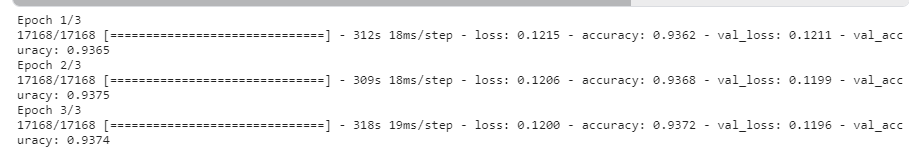 Epoch 1/3
17168/17168 [==============================] - 312s 18ms/step - loss: 0.1215 - accuracy: 0.9362 - val_loss: 0.1211 - val_acc
uracy: 0.9365
Epoch 2/3
17168/17168 [==============================] - 309s 18ms/step - loss: 0.1206 - accuracy: 0.9368 - val_loss: 0.1199 - val_acc
uracy: 0.9375
Epoch 3/3
17168/17168 [==============================] - 318s 19ms/step - loss: 0.1200 - accuracy: 0.9372 - val_loss: 0.1196 - val_acc
uracy: 0.9374